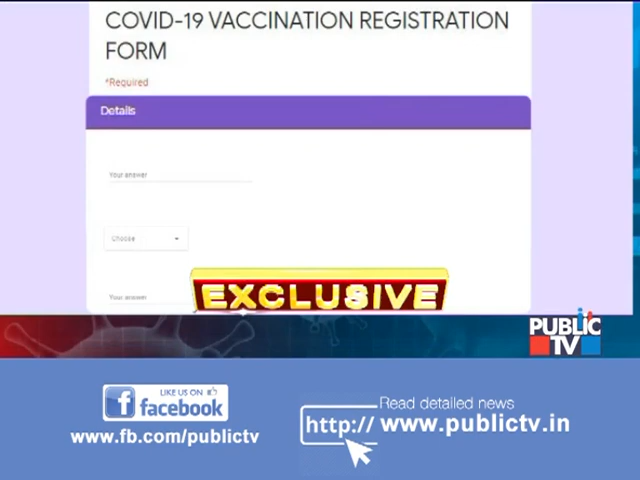 COVID-19 VACCINATION REGISTRATION
FORM
*Required
Details
Your answer
Choose
Your answer
EXCLUSIVE
PUBLIC
TV
LIKE US ON
f facebook
www.fb.com/publictv
Read detailed news
http:// www.publictv.in